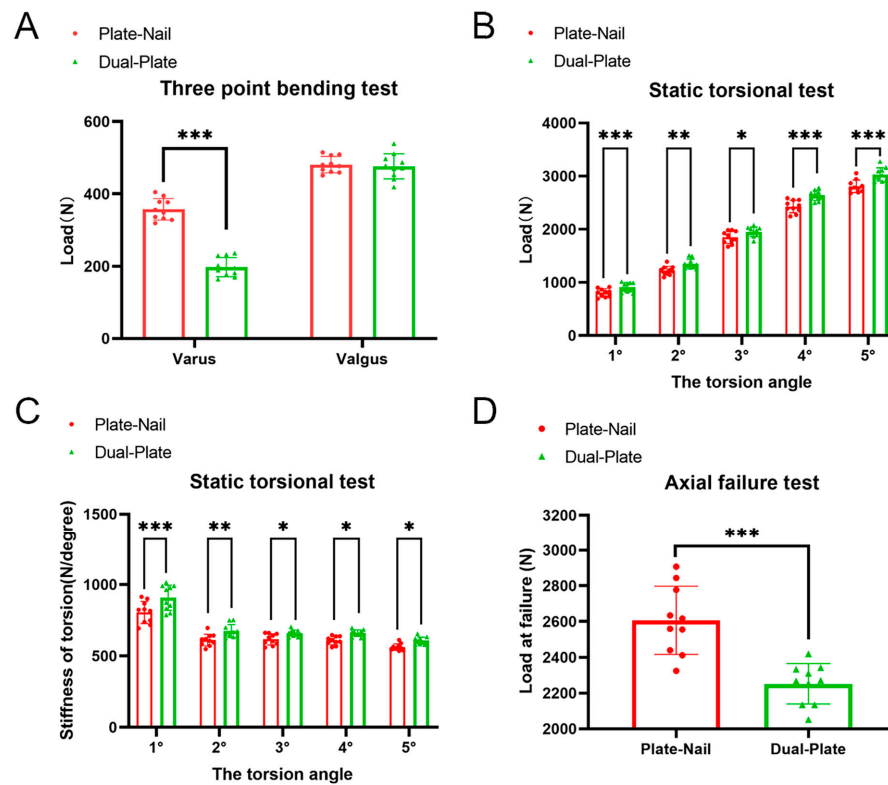 A
Plate-Nail
Dual-Plate
Three point bending test
***
Load(N)
600
400
200
0
Varus
Valgus
B
Plate-Nail
Dual-Plate
Static torsional test
*** ** * *** ***
Load(N)
4000
3000
2000
1000
0
1° 2° 3° 4° 5°
The torsion angle
C
Plate-Nail
Dual-Plate
Static torsional test
*** ** * * *
Stiffness of torsion(N/degree)
1500
1000
500
0
1° 2° 3° 4° 5°
The torsion angle
D
Plate-Nail
Dual-Plate
Axial failure test
***
Load at failure (N)
3200
3000
2800
2600
2400
2200
2000
Plate-Nail
Dual-Plate